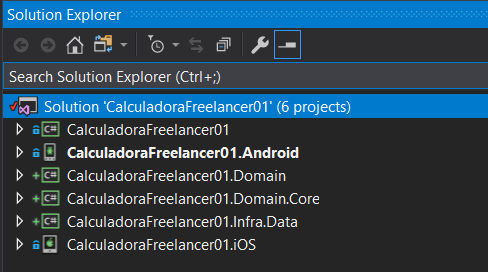 Solution Explorer
Search Solution Explorer (Ctrl+;)
Solution 'CalculadoraFreelancer01' (6 projects)
C# CalculadoraFreelancer01
CalculadoraFreelancer01.Android
C# CalculadoraFreelancer01.Domain
C# CalculadoraFreelancer01.Domain.Core
C# CalculadoraFreelancer01.Infra.Data
CalculadoraFreelancer01.iOS